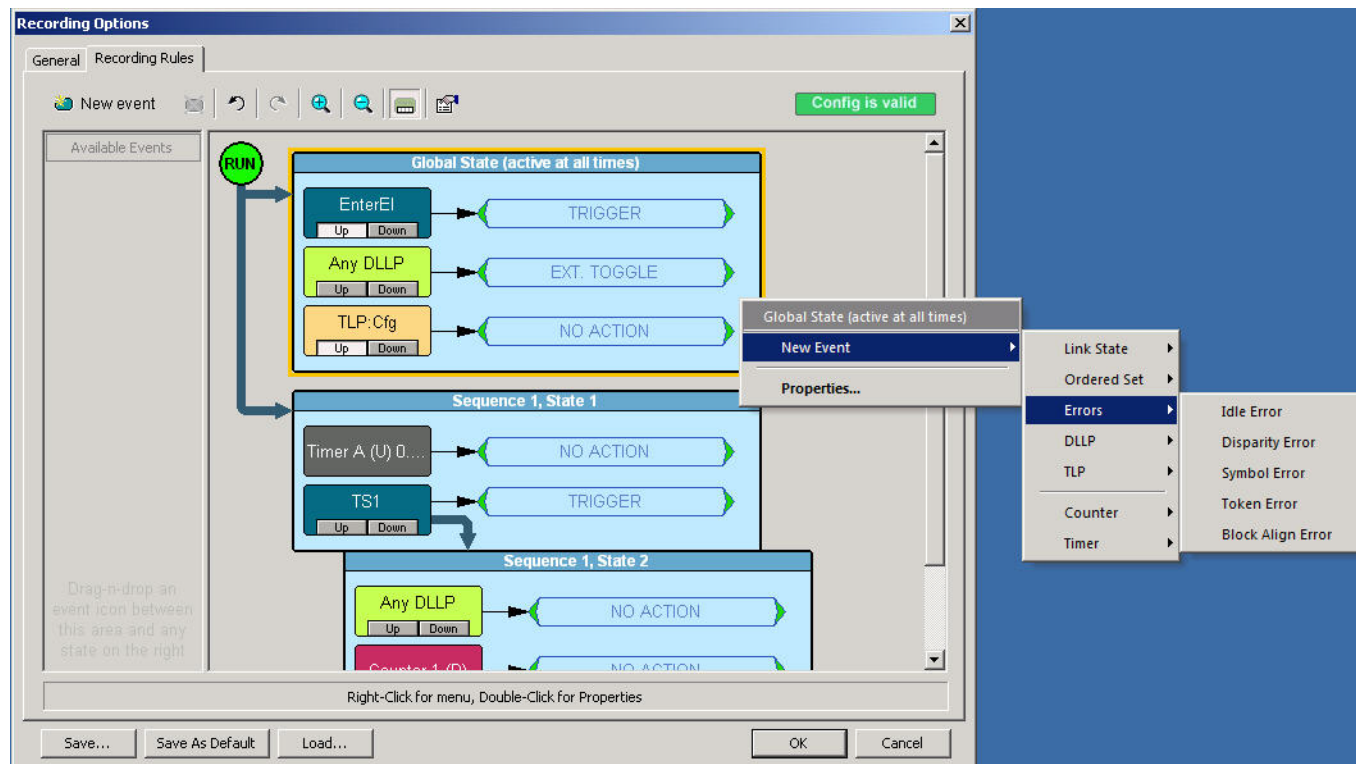 Recording Options
General
Recording Rules
New event
Config is valid
Available Events
Drag-n-drop an
event icon between
this area and any
state on the right
RUN
Global State (active at all times)
EnterEI
Up Down
TRIGGER
Any DLLP
Up Down
EXT. TOGGLE
TLP:Cfg
Up Down
NO ACTION
Sequence 1, State 1
Timer A (U) 0....
NO ACTION
TS1
Up Down
TRIGGER
Sequence 1, State 2
Any DLLP
Up Down
NO ACTION
Counter 1 (D)
NO ACTION
Global State (active at all times)
New Event
Properties...
Link State
Ordered Set
Errors
DLLP
TLP
Counter
Timer
Idle Error
Disparity Error
Symbol Error
Token Error
Block Align Error
Right-Click for menu, Double-Click for Properties
Save...
Save As Default
Load...
OK
Cancel